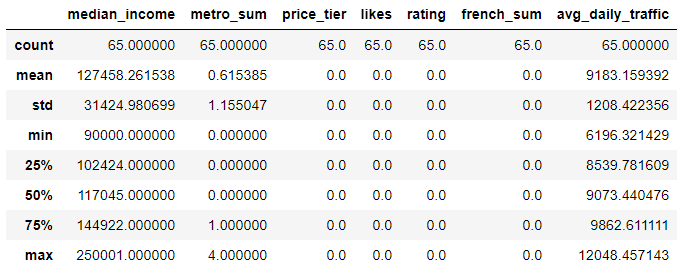 median_income metro_sum price_tier likes rating french_sum avg_daily_traffic
count 65.000000 65.000000 65.0 65.0 65.0 65.0 65.000000
mean 127458.261538 0.615385 0.0 0.0 0.0 0.0 9183.159392
std 31424.980699 1.155047 0.0 0.0 0.0 0.0 1208.422356
min 90000.000000 0.000000 0.0 0.0 0.0 0.0 6196.321429
25% 102424.000000 0.000000 0.0 0.0 0.0 0.0 8539.781609
50% 117045.000000 0.000000 0.0 0.0 0.0 0.0 9073.440476
75% 144922.000000 1.000000 0.0 0.0 0.0 0.0 9862.611111
max 250001.000000 4.000000 0.0 0.0 0.0 0.0 12048.457143